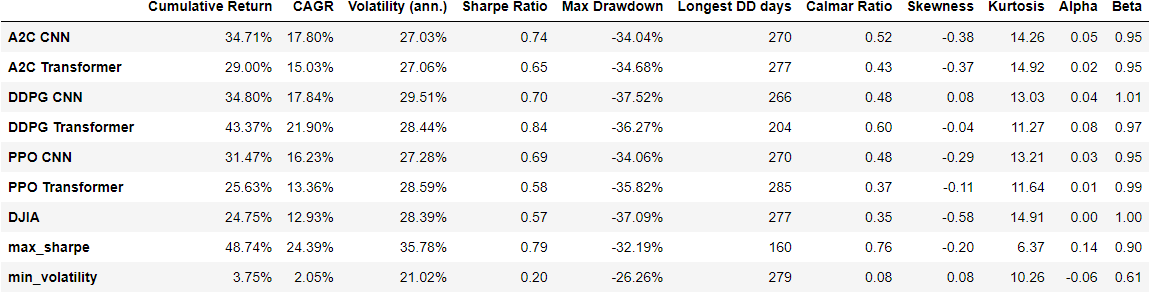 Cumulative Return CAGR Volatility (ann.) Sharpe Ratio Max Drawdown Longest DD days Calmar Ratio Skewness Kurtosis Alpha Beta
A2C CNN 34.71% 17.80% 27.03% 0.74 -34.04% 270 0.52 -0.38 14.26 0.05 0.95
A2C Transformer 29.00% 15.03% 27.06% 0.65 -34.68% 277 0.43 -0.37 14.92 0.02 0.95
DDPG CNN 34.80% 17.84% 29.51% 0.70 -37.52% 266 0.48 0.08 13.03 0.04 1.01
DDPG Transformer 43.37% 21.90% 28.44% 0.84 -36.27% 204 0.60 -0.04 11.27 0.08 0.97
PPO CNN 31.47% 16.23% 27.28% 0.69 -34.06% 270 0.48 -0.29 13.21 0.03 0.95
PPO Transformer 25.63% 13.36% 28.59% 0.58 -35.82% 285 0.37 -0.11 11.64 0.01 0.99
DJIA 24.75% 12.93% 28.39% 0.57 -37.09% 277 0.35 -0.58 14.91 0.00 1.00
max_sharpe 48.74% 24.39% 35.78% 0.79 -32.19% 160 0.76 -0.20 6.37 0.14 0.90
min_volatility 3.75% 2.05% 21.02% 0.20 -26.26% 279 0.08 0.08 10.26 -0.06 0.61